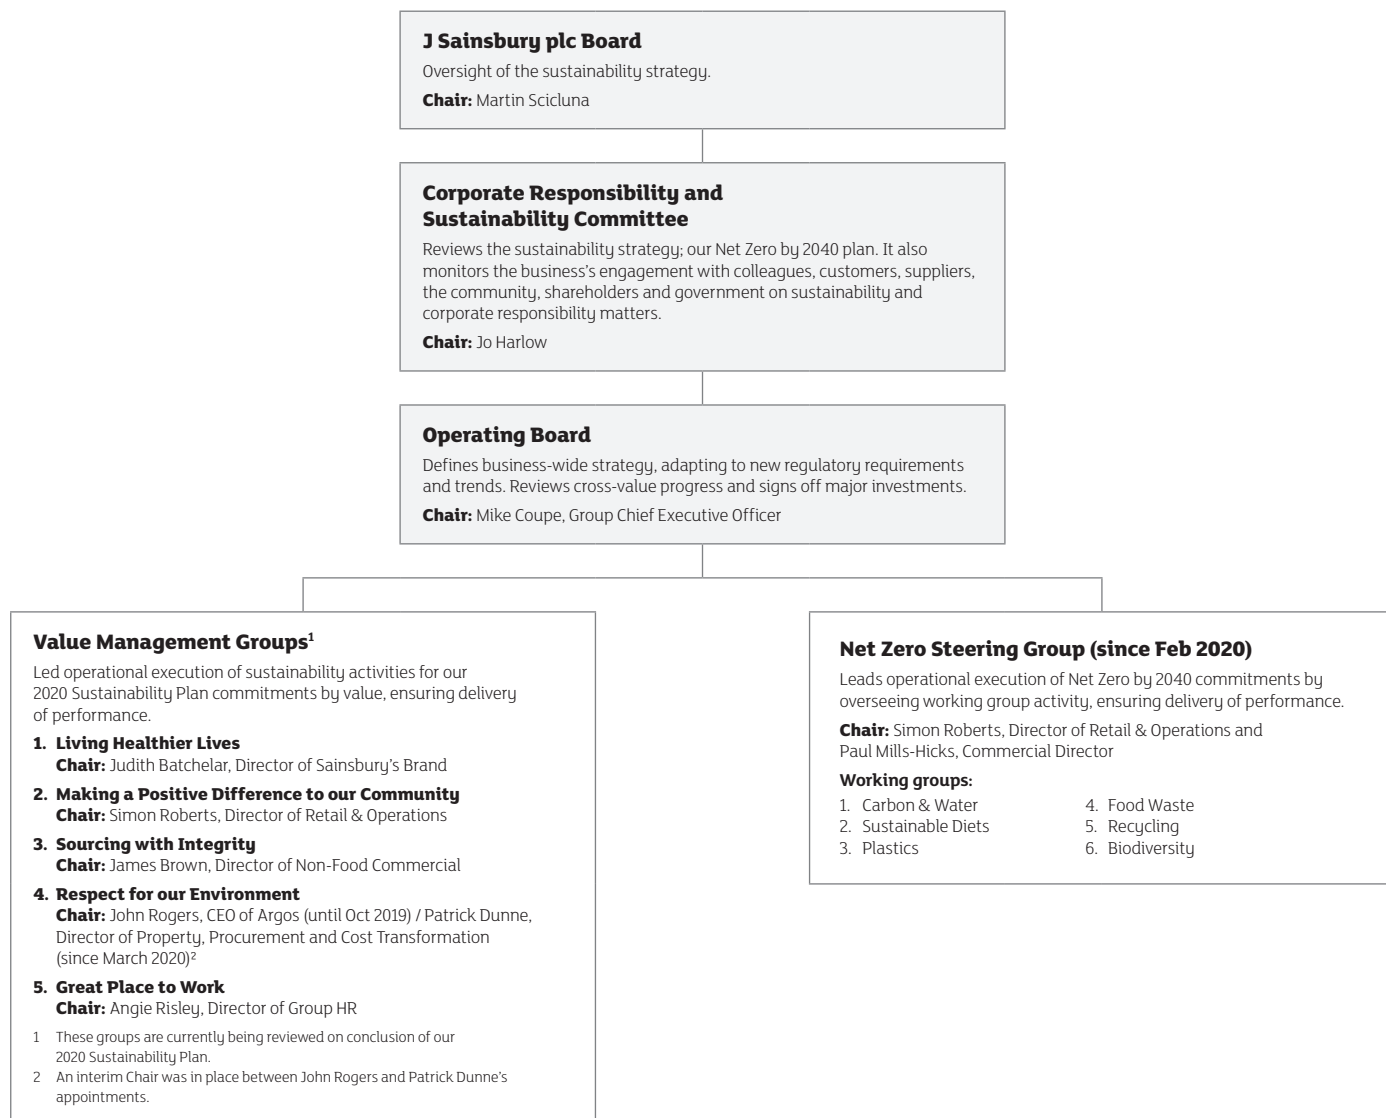 J Sainsbury plc Board
Oversight of the sustainability strategy.
Chair: Martin Scicluna
Corporate Responsibility and
Sustainability Committee
Reviews the sustainability strategy; our Net Zero by 2040 plan. It also
monitors the business’s engagement with colleagues, customers, suppliers,
the community, shareholders and government on sustainability and
corporate responsibility matters.
Chair: Jo Harlow
Operating Board
Defines business-wide strategy, adapting to new regulatory requirements
and trends. Reviews cross-value progress and signs off major investments.
Chair: Mike Coupe, Group Chief Executive Officer
Value Management Groups¹
Led operational execution of sustainability activities for our
2020 Sustainability Plan commitments by value, ensuring delivery
of performance.
1. Living Healthier Lives
Chair: Judith Batchelar, Director of Sainsbury’s Brand
2. Making a Positive Difference to our Community
Chair: Simon Roberts, Director of Retail & Operations
3. Sourcing with Integrity
Chair: James Brown, Director of Non-Food Commercial
4. Respect for our Environment
Chair: John Rogers, CEO of Argos (until Oct 2019) / Patrick Dunne,
Director of Property, Procurement and Cost Transformation
(since March 2020)²
5. Great Place to Work
Chair: Angie Risley, Director of Group HR
1 These groups are currently being reviewed on conclusion of our
2020 Sustainability Plan.
2 An interim Chair was in place between John Rogers and Patrick Dunne’s
appointments.
Net Zero Steering Group (since Feb 2020)
Leads operational execution of Net Zero by 2040 commitments by
overseeing working group activity, ensuring delivery of performance.
Chair: Simon Roberts, Director of Retail & Operations and
Paul Mills-Hicks, Commercial Director
Working groups:
1. Carbon & Water
2. Sustainable Diets
3. Plastics
4. Food Waste
5. Recycling
6. Biodiversity